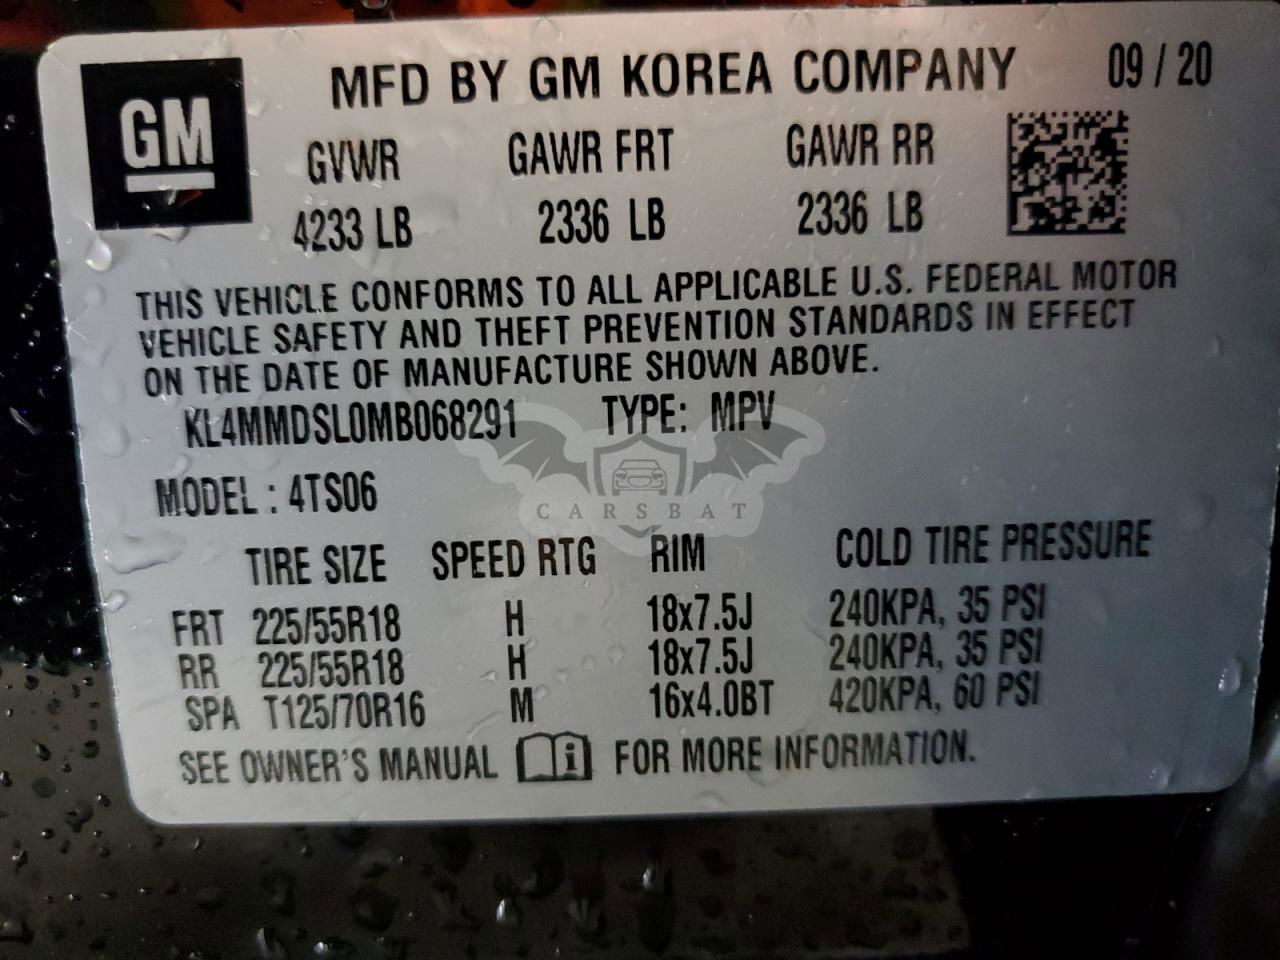 GM
MFD BY GM KOREA COMPANY 09 / 20
GVWR GAWR FRT GAWR RR
4233 LB 2336 LB 2336 LB
THIS VEHICLE CONFORMS TO ALL APPLICABLE U.S. FEDERAL MOTOR
VEHICLE SAFETY AND THEFT PREVENTION STANDARDS IN EFFECT
ON THE DATE OF MANUFACTURE SHOWN ABOVE.
KL4MMDSL0MB068291 TYPE: MPV
CARSBAT
MODEL : 4TS06
TIRE SIZE SPEED RTG RIM COLD TIRE PRESSURE
FRT 225/55R18 H 18x7.5J 240KPA, 35 PSI
RR 225/55R18 H 18x7.5J 240KPA, 35 PSI
SPA T125/70R16 M 16x4.0BT 420KPA, 60 PSI
SEE OWNER'S MANUAL FOR MORE INFORMATION.